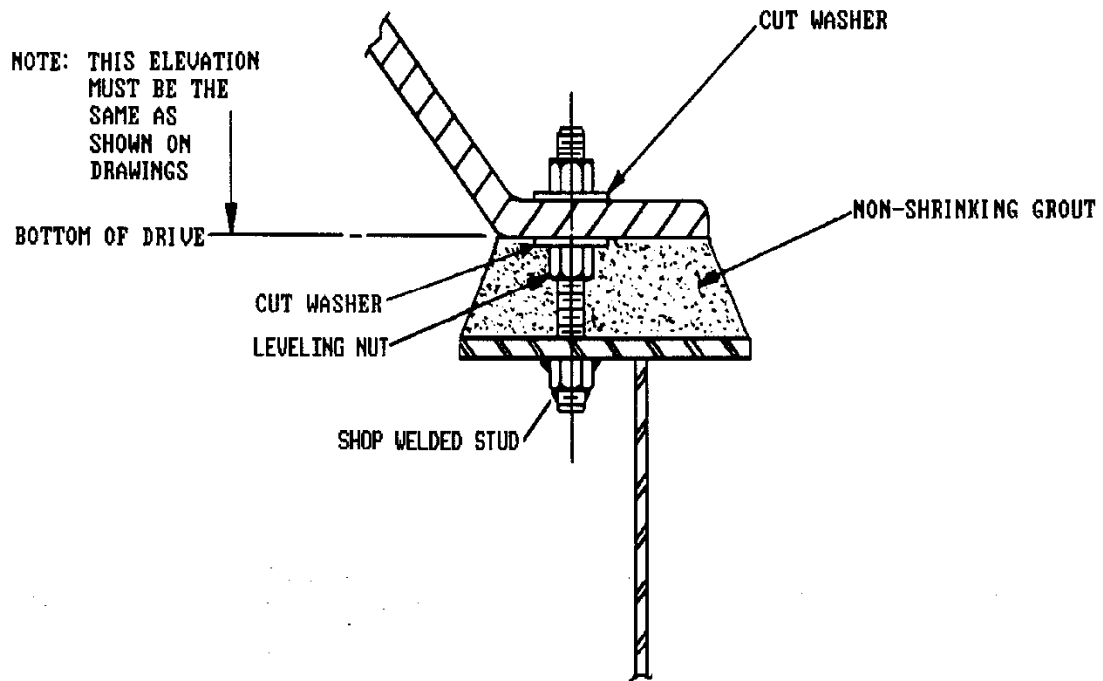 CUT WASHER
NOTE: THIS ELEVATION
MUST BE THE
SAME AS
SHOWN ON
DRAWINGS
NON-SHRINKING GROUT
BOTTOM OF DRIVE
CUT WASHER
LEVELING NUT
SHOP WELDED STUD